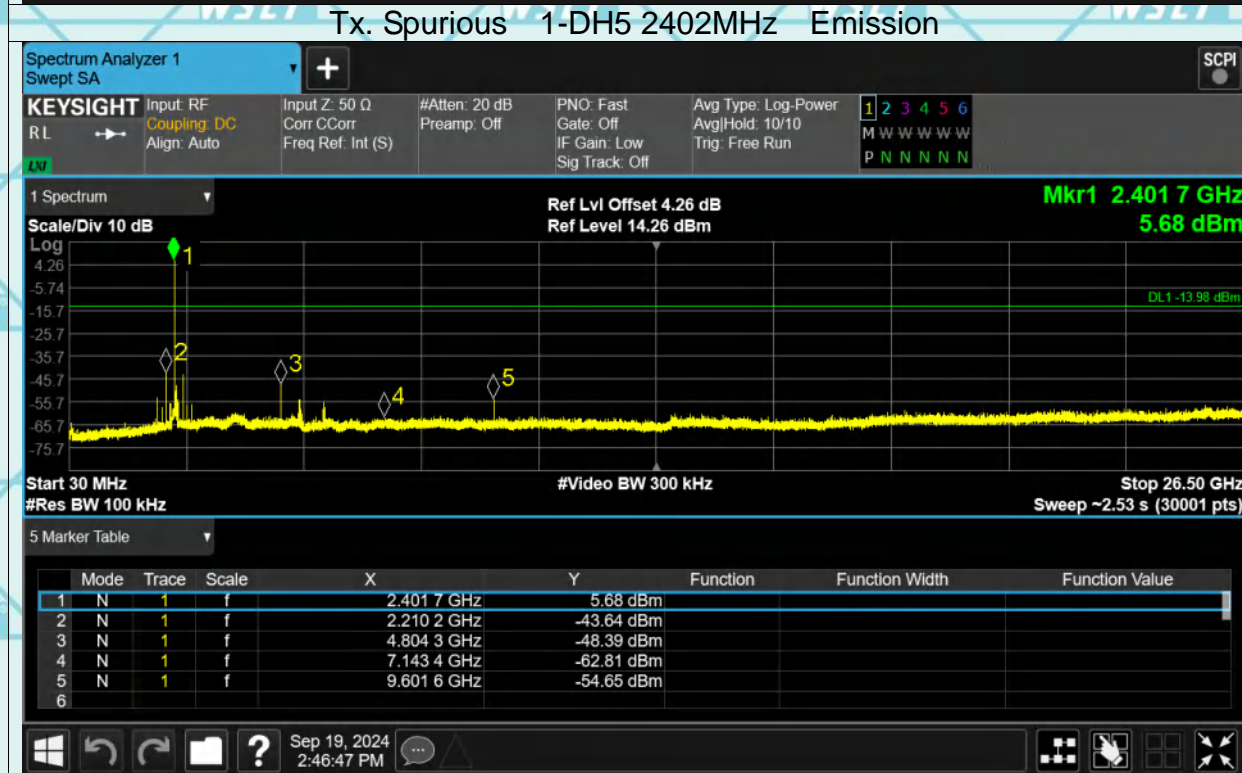 Tx. Spurious 1-DH5 2402MHz Emission
Spectrum Analyzer 1
Swept SA
+
SCPI
KEYSIGHT
RL
LXI
Input: RF
Coupling: DC
Align: Auto
Input Z: 50 Ω
Corr CCorr
Freq Ref: Int (S)
#Atten: 20 dB
Preamp: Off
PNO: Fast
Gate: Off
IF Gain: Low
Sig Track: Off
Avg Type: Log-Power
Avg|Hold: 10/10
Trig: Free Run
1 2 3 4 5 6
M W W W W W
P N N N N N
1 Spectrum
Scale/Div 10 dB
Ref Lvl Offset 4.26 dB
Ref Level 14.26 dBm
Mkr1 2.401 7 GHz
5.68 dBm
Log
4.26
-5.74
-15.7
-25.7
-35.7
-45.7
-55.7
-65.7
-75.7
1
2
3
4
5
DL1 -13.98 dBm
Start 30 MHz
#Res BW 100 kHz
#Video BW 300 kHz
Stop 26.50 GHz
Sweep ~2.53 s (30001 pts)
5 Marker Table
Mode Trace Scale X Y Function Function Width Function Value
1 N 1 f 2.401 7 GHz 5.68 dBm
2 N 1 f 2.210 2 GHz -43.64 dBm
3 N 1 f 4.804 3 GHz -48.39 dBm
4 N 1 f 7.143 4 GHz -62.81 dBm
5 N 1 f 9.601 6 GHz -54.65 dBm
6
?
Sep 19, 2024
2:46:47 PM